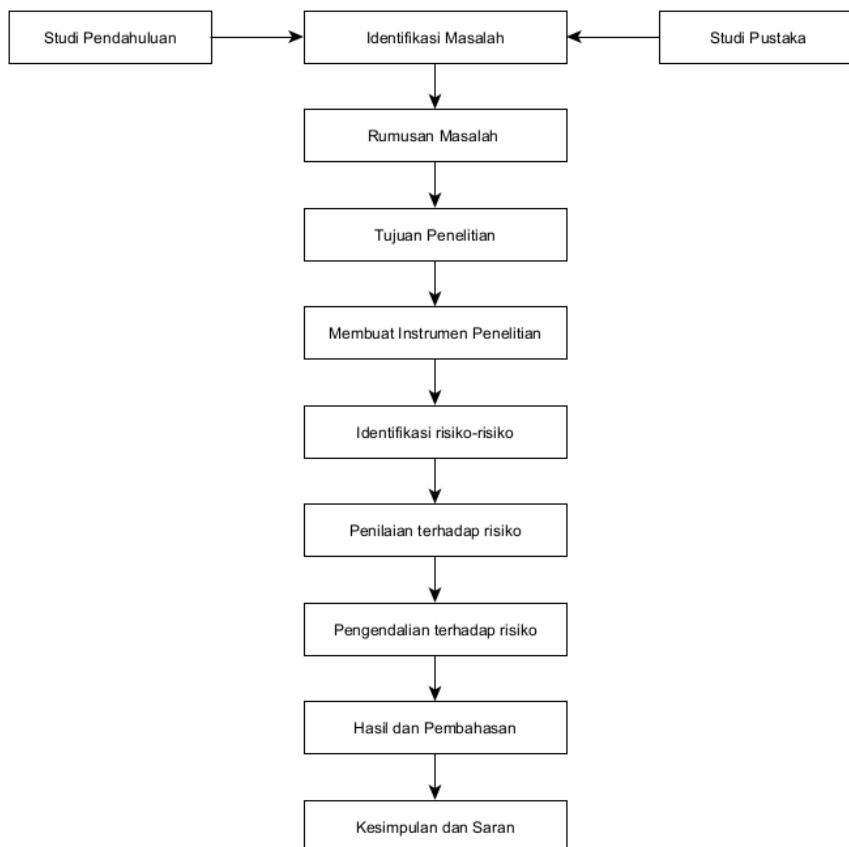 Studi Pendahuluan
Identifikasi Masalah
Studi Pustaka
Rumusan Masalah
Tujuan Penelitian
Membuat Instrumen Penelitian
Identifikasi risiko-risiko
Penilaian terhadap risiko
Pengendalian terhadap risiko
Hasil dan Pembahasan
Kesimpulan dan Saran